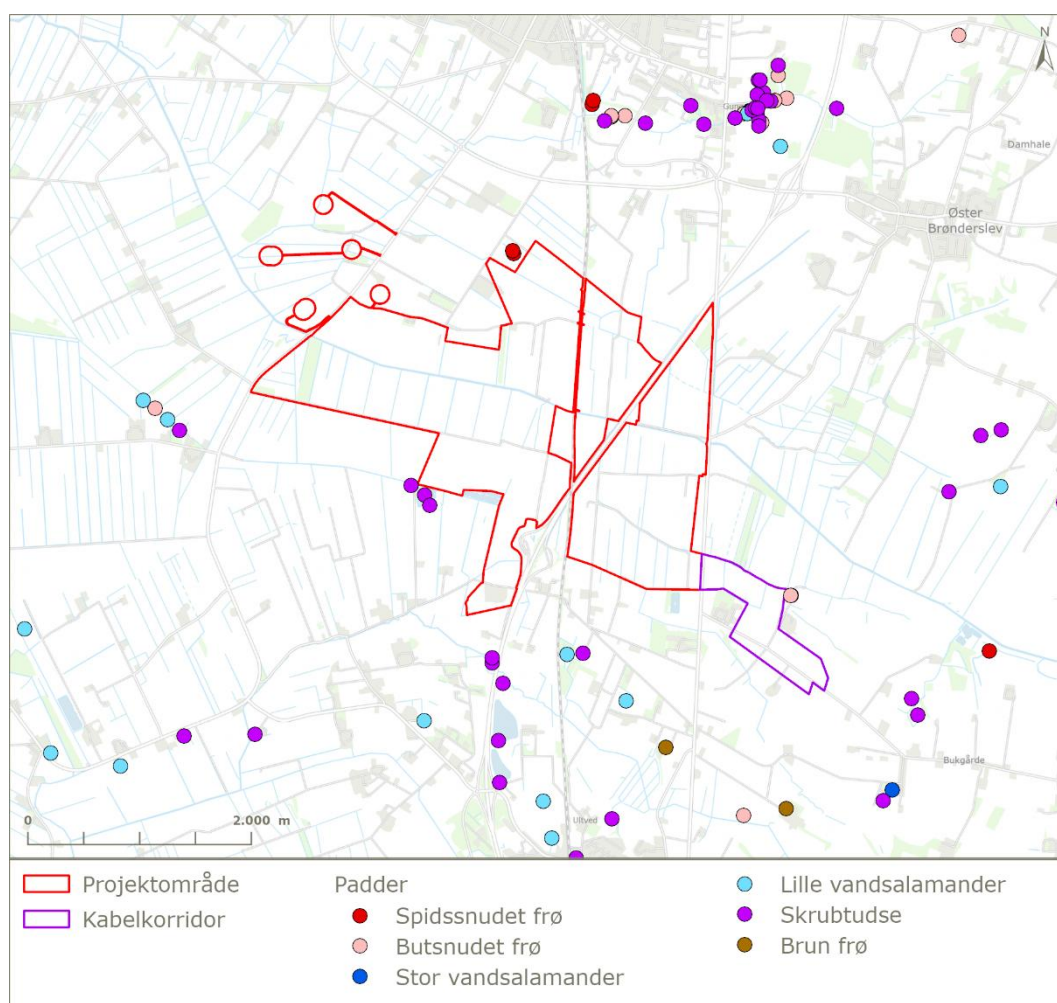 N
Damhale
Øster
Brønderslev
Bukgårde
Ultved
0 2.000 m
Projektområde
Kabelkorridor
Padder
Spidssnudet frø
Butsnudet frø
Stor vandsalamander
Lille vandsalamander
Skrubtudse
Brun frø